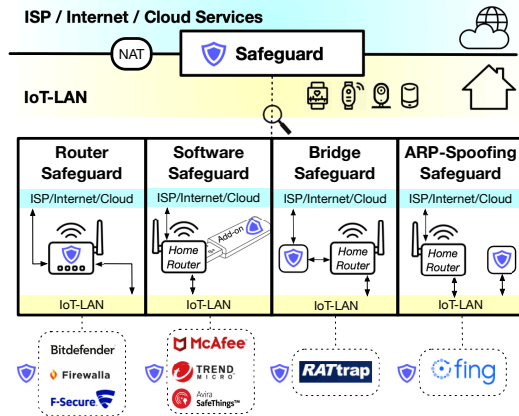 ISP / Internet / Cloud Services
NAT
Safeguard
IoT-LAN
Router
Safeguard
Software
Safeguard
Bridge
Safeguard
ARP-Spoofing
Safeguard
ISP/Internet/Cloud
ISP/Internet/Cloud
ISP/Internet/Cloud
ISP/Internet/Cloud
Add-on
Home
Router
Home
Router
Home
Router
IoT-LAN
IoT-LAN
IoT-LAN
IoT-LAN
Bitdefender
Firewalla
F-Secure
McAfee
TREND
MICRO
Avira
SafeThings™
RATtrap
fing